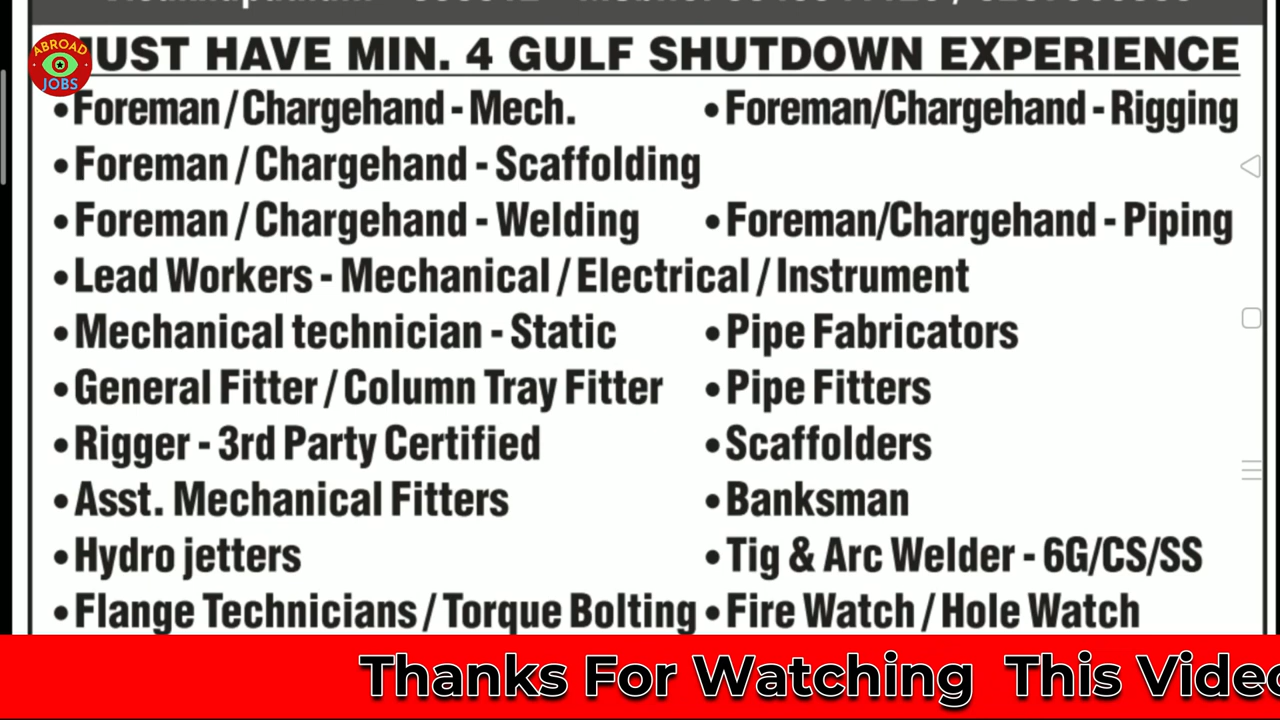 ABROAD
JOBS
UST HAVE MIN. 4 GULF SHUTDOWN EXPERIENCE
•Foreman / Chargehand - Mech. •Foreman/Chargehand - Rigging
•Foreman / Chargehand - Scaffolding
•Foreman / Chargehand - Welding •Foreman/Chargehand - Piping
•Lead Workers - Mechanical / Electrical / Instrument
•Mechanical technician - Static •Pipe Fabricators
•General Fitter / Column Tray Fitter •Pipe Fitters
•Rigger - 3rd Party Certified •Scaffolders
•Asst. Mechanical Fitters •Banksman
•Hydro jetters •Tig & Arc Welder - 6G/CS/SS
•Flange Technicians / Torque Bolting •Fire Watch / Hole Watch
Thanks For Watching This Video